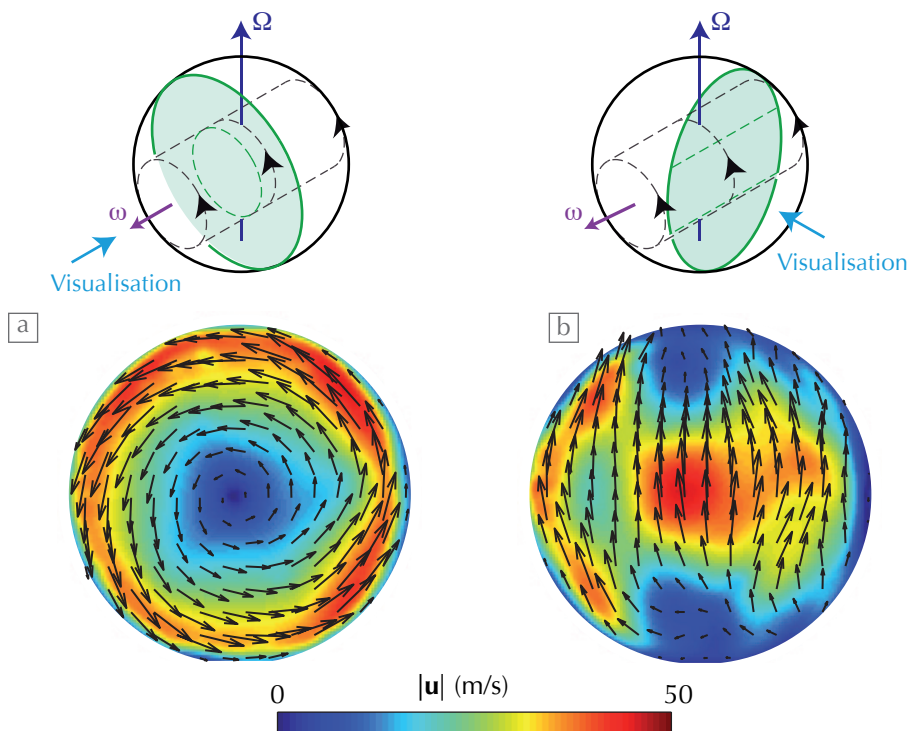 Ω
Ω
ω
Visualisation
ω
Visualisation
a
b
|u| (m/s)
0
50